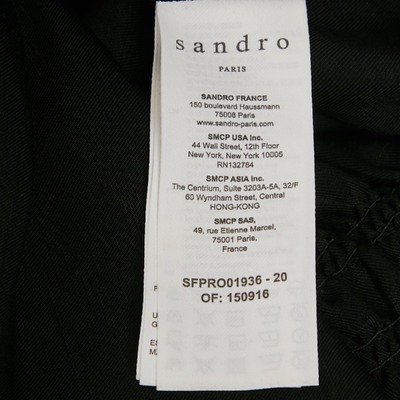 sandro
PARIS
SANDRO FRANCE
150 boulevard Haussmann
75008 Paris
www.sandro-paris.com
SMCP USA Inc.
44 Wall Street, 12th Floor
New York, New York 10005
RN132784
SMCP ASIA Inc.
The Centrium, Suite 3203A-5A, 32/F
60 Wyndham Street, Central
HONG-KONG
SMCP SAS,
49, rue Etienne Marcel,
75001 Paris,
France
SFPRO01936 - 20
OF: 150916